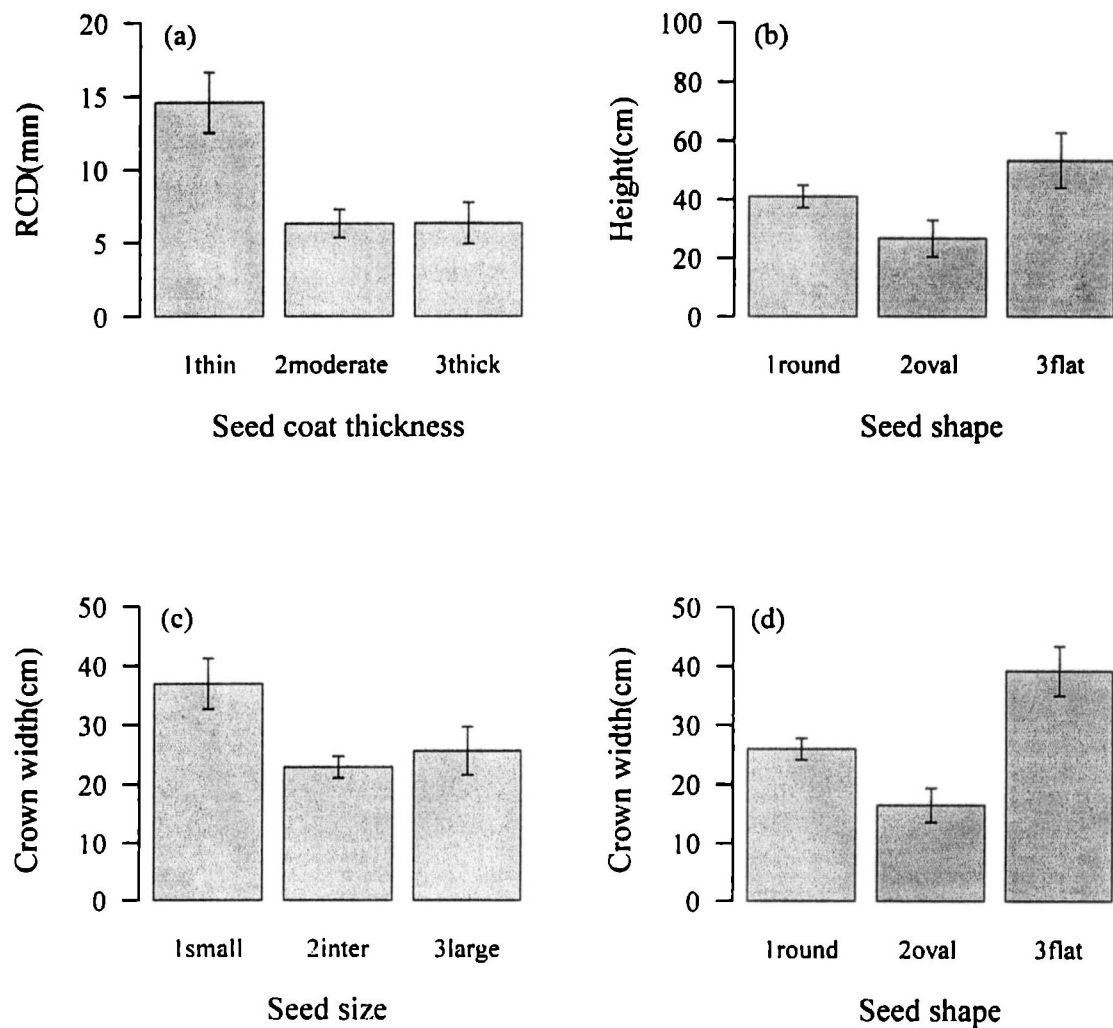 (a)
RCD(mm)
20
15
10
5
0
1thin 2moderate 3thick
Seed coat thickness
(b)
Height(cm)
100
80
60
40
20
0
1round 2oval 3flat
Seed shape
(c)
Crown width(cm)
50
40
30
20
10
0
1small 2inter 3large
Seed size
(d)
Crown width(cm)
50
40
30
20
10
0
1round 2oval 3flat
Seed shape